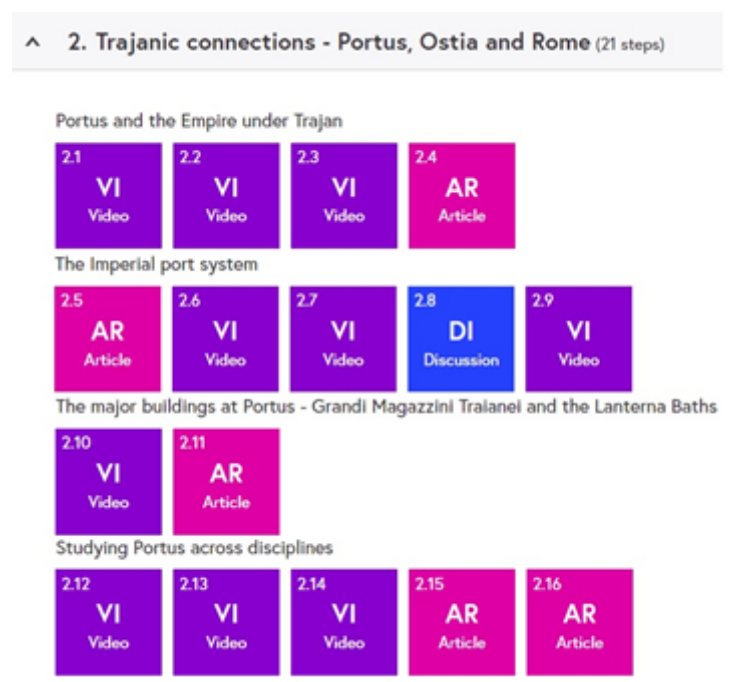 2. Trajanic connections - Portus, Ostia and Rome (21 steps)
Portus and the Empire under Trajan
2.1 2.2 2.3 2.4
VI VI VI AR
Video Video Video Article
The Imperial port system
2.5 2.6 2.7 2.8 2.9
AR VI VI DI VI
Article Video Video Discussion Video
The major buildings at Portus - Grandi Magazzini Traianei and the Lanterna Baths
2.10 2.11
VI AR
Video Article
Studying Portus across disciplines
2.12 2.13 2.14 2.15 2.16
VI VI VI AR AR
Video Video Video Article Article